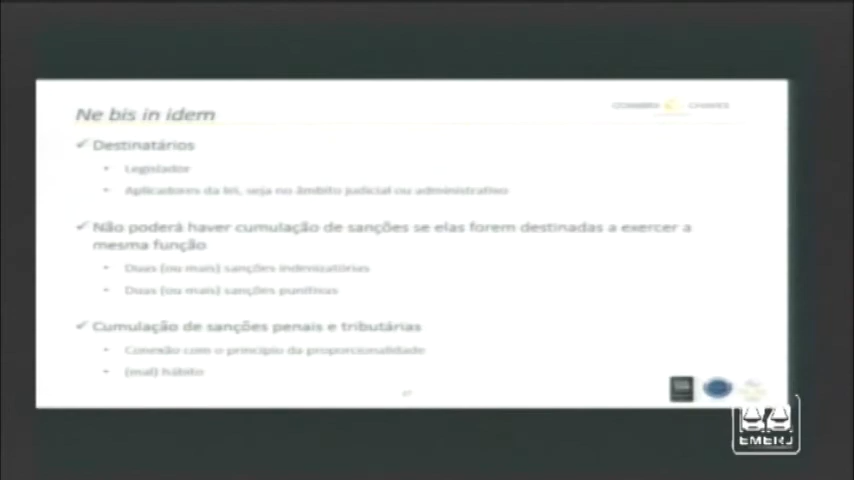 Ne bis in idem
COIMBRA CHAVES
✓ Destinatários
• Legislador
• Aplicadores da lei, seja no âmbito judicial ou administrativo
✓ Não poderá haver cumulação de sanções se elas forem destinadas a exercer a
mesma função
• Duas (ou mais) sanções indenizatórias
• Duas (ou mais) sanções punitivas
✓ Cumulação de sanções penais e tributárias
• Conexão com o princípio da proporcionalidade
• (mal) hábito
EMERJ